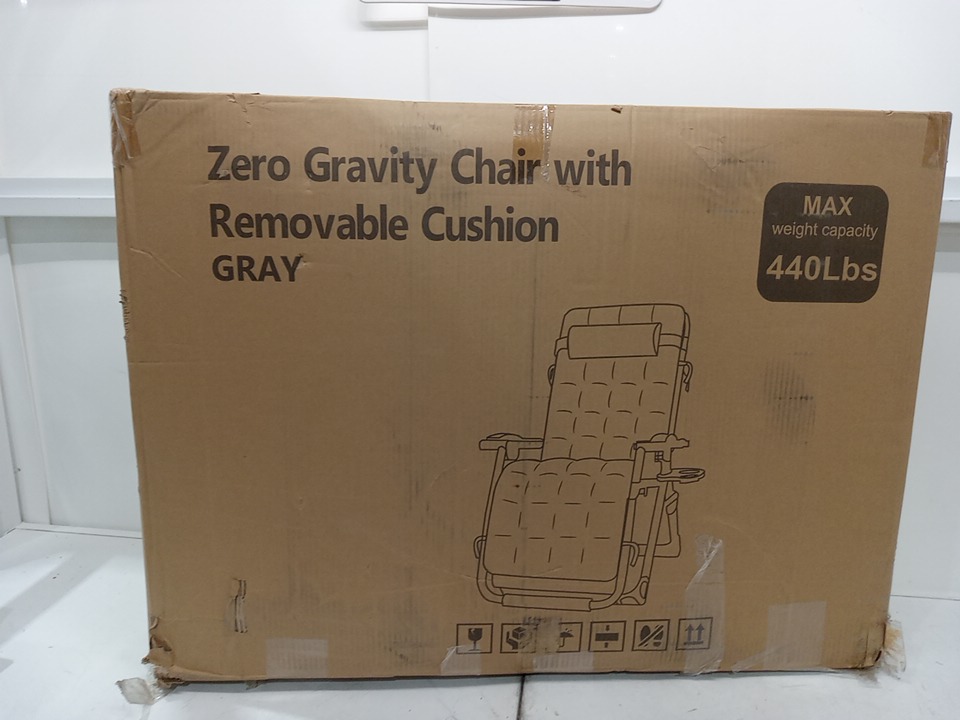 Zero Gravity Chair with
Removable Cushion
GRAY
MAX
weight capacity
440Lbs